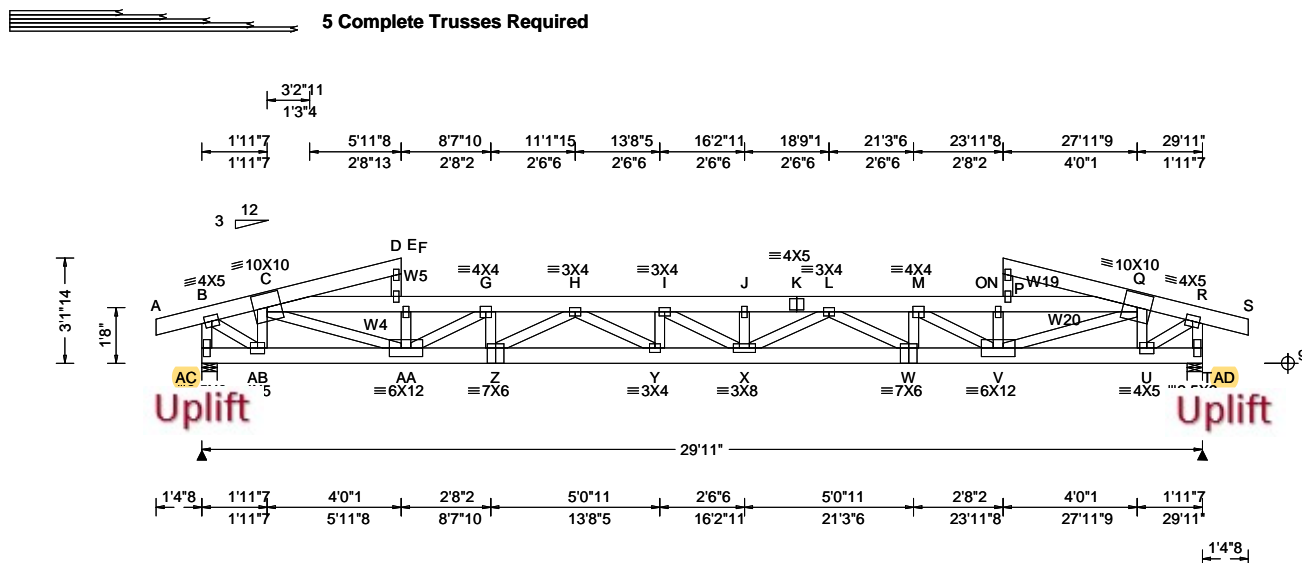 5 Complete Trusses Required
3'2"11
1'3"4
1'11"7 5'11"8 8'7"10 11'1"15 13'8"5 16'2"11 18'9"1 21'3"6 23'11"8 27'11"9 29'11"
1'11"7 2'8"13 2'8"2 2'6"6 2'6"6 2'6"6 2'6"6 2'6"6 2'8"2 4'0"1 1'11"7
12
3
D E F
≡4X5
≡10X10 ≡4X4 ≡3X4 ≡3X4 ≡3X4 ≡4X4 ≡10X10
≡4X5 C W5 G H I J K L M O N P W19 Q ≡4X5
A B R S
3'1"14
1'8"
W4 W20
AC AB AA Z Y X W V U T AD
≡6X12 ≡7X6 ≡3X4 ≡3X8 ≡7X6 ≡6X12 ≡4X5
Uplift Uplift
29'11"
1'4"8 1'11"7 4'0"1 2'8"2 5'0"11 2'6"6 5'0"11 2'8"2 4'0"1 1'11"7
1'11"7 5'11"8 8'7"10 13'8"5 16'2"11 21'3"6 23'11"8 27'11"9 29'11"
1'4"8